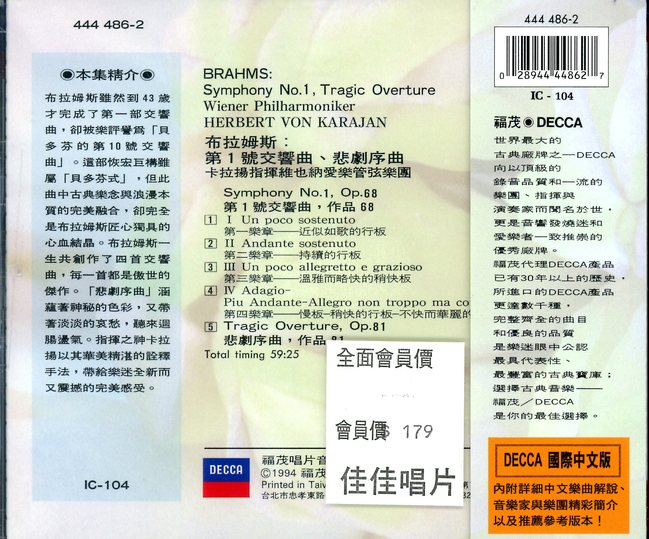 444 486-2
◉本集精介◉
布拉姆斯雖然到43歲
才完成了第一部交響
曲，卻被樂評譽爲「貝
多芬的第10號交響
曲」。這部恢宏巨構雖
屬「貝多芬式」，但此
曲中古典樂念與浪漫本
質的完美融合，卻完全
是布拉姆斯匠心獨具的
心血結晶。布拉姆斯一
生共創作了四首交響
曲，每一首都是傲世的
傑作。「悲劇序曲」涵
蘊著神秘的色彩，又帶
著淡淡的哀愁，聽來迴
腸盪氣。指揮之神卡拉
揚以其華美精湛的詮釋
手法，帶給樂迷全新而
又震撼的完美感受。
IC-104
BRAHMS:
Symphony No.1, Tragic Overture
Wiener Philharmoniker
HERBERT VON KARAJAN
布拉姆斯：
第1號交響曲、悲劇序曲
卡拉揚指揮維也納愛樂管弦樂團
Symphony No.1, Op.68
第1號交響曲，作品68
1 I Un poco sostenuto
第一樂章──近似如歌的行板
2 II Andante sostenuto
第二樂章──持續的行板
3 III Un poco allegretto e grazioso
第三樂章──溫雅而略快的稍快板
4 IV Adagio-
Piu Andante-Allegro non troppo ma co
第四樂章──慢板-稍快的行板-不快而華麗的
5 Tragic Overture, Op.81
悲劇序曲，作品81
Total timing 59:25
全面會員價
會員價$ 179
佳佳唱片
DECCA
福茂唱片音
©1994 福茂
Printed in Taiw
台北市忠孝東路
444 486-2
0 28944 44862 7
IC - 104
福茂◉DECCA
世界最大的
古典廠牌之一DECCA
向以頂級的
錄音品質和一流的
樂團、指揮與
演奏家而聞名於世，
更是音響發燒迷和
愛樂者一致推崇的
優秀廠牌。
福茂代理DECCA產品
已有30年以上的歷史，
所進口的DECCA產品
更達數千種，
完整齊全的曲目
和優良的品質
是樂迷眼中公認
最具代表性、
最豐富的古典寶庫；
選擇古典音樂──
福茂／DECCA
是你的最佳選擇。
DECCA 國際中文版
內附詳細中文樂曲解說、
音樂家與樂團精彩簡介
以及推薦參考版本！